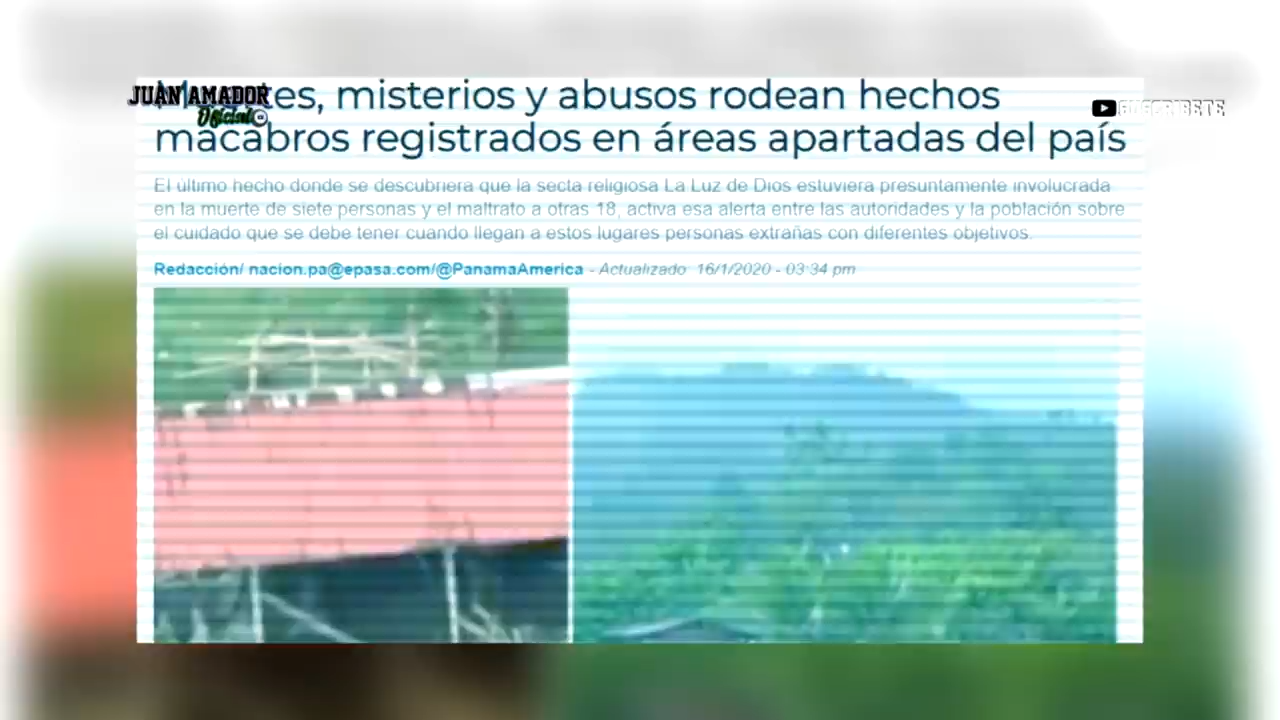 JUAN AMADOR
Oficial
SUSCRIBETE
tes, misterios y abusos rodean hechos
macabros registrados en áreas apartadas del país
El último hecho donde se descubriera que la secta religiosa La Luz de Dios estuviera presuntamente involucrada
en la muerte de siete personas y el maltrato a otras 18, activa esa alerta entre las autoridades y la población sobre
el cuidado que se debe tener cuando llegan a estos lugares personas extrañas con diferentes objetivos.
Redacción/ nacion.pa@epasa.com/@PanamaAmerica - Actualizado: 16/1/2020 - 03:34 pm